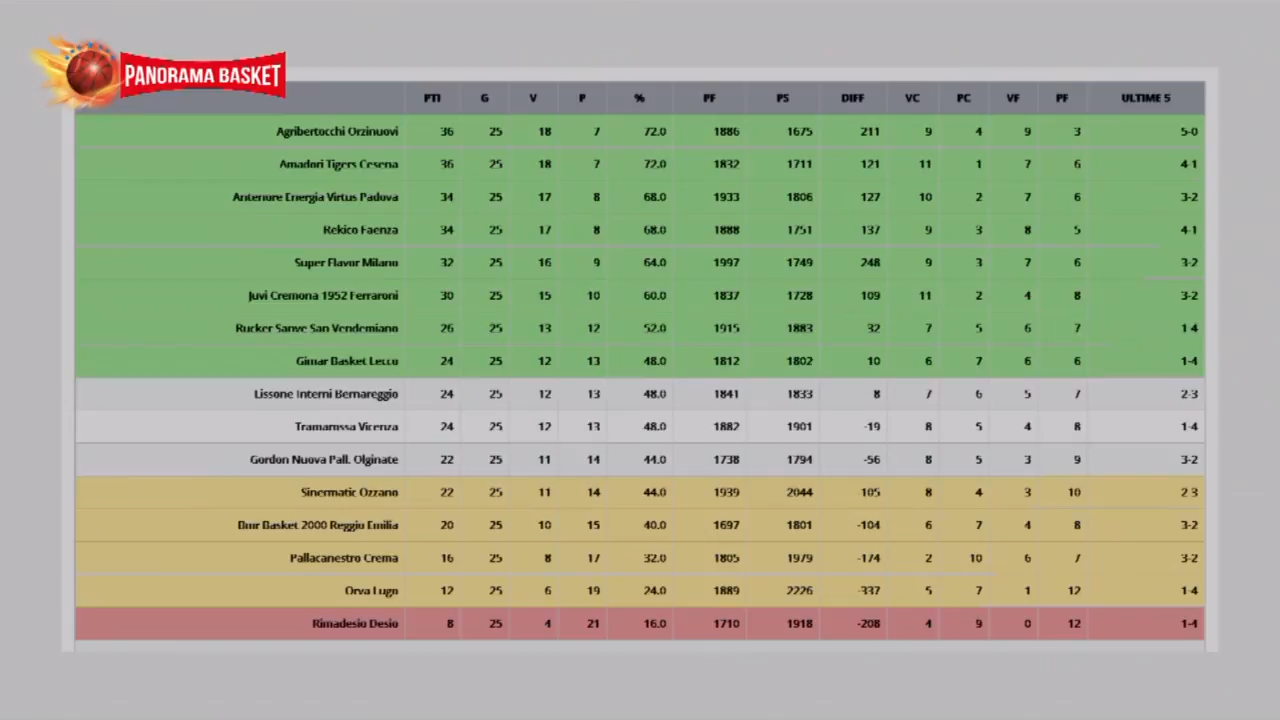 PANORAMA BASKET
PTI G V P % PF PS DIFF VC PC VF PF ULTIME 5
Agribertocchi Orzinuovi 36 25 18 7 72.0 1886 1675 211 9 4 9 3 5-0
Amadori Tigers Cesena 36 25 18 7 72.0 1832 1711 121 11 1 7 6 4-1
Antenore Energia Virtus Padova 34 25 17 8 68.0 1933 1806 127 10 2 7 6 3-2
Rekico Faenza 34 25 17 8 68.0 1888 1751 137 9 3 8 5 4-1
Super Flavor Milano 32 25 16 9 64.0 1997 1749 248 9 3 7 6 3-2
Juvi Cremona 1952 Ferraroni 30 25 15 10 60.0 1837 1728 109 11 2 4 8 3-2
Rucker Sanve San Vendemiano 26 25 13 12 52.0 1915 1883 32 7 5 6 7 1-4
Gimar Basket Lecco 24 25 12 13 48.0 1812 1802 10 6 7 6 6 1-4
Lissone Interni Bernareggio 24 25 12 13 48.0 1841 1833 8 7 6 5 7 2-3
Tramarossa Vicenza 24 25 12 13 48.0 1882 1901 -19 8 5 4 8 1-4
Gordon Nuova Pall. Olginate 22 25 11 14 44.0 1738 1794 -56 8 5 3 9 3-2
Sinermatic Ozzano 22 25 11 14 44.0 1939 2044 -105 8 4 3 10 2-3
Bmr Basket 2000 Reggio Emilia 20 25 10 15 40.0 1697 1801 -104 6 7 4 8 3-2
Pallacanestro Crema 16 25 8 17 32.0 1805 1979 -174 2 10 6 7 3-2
Orva Lugo 12 25 6 19 24.0 1889 2226 -337 5 7 1 12 1-4
Rimadesio Desio 8 25 4 21 16.0 1710 1918 -208 4 9 0 12 1-4